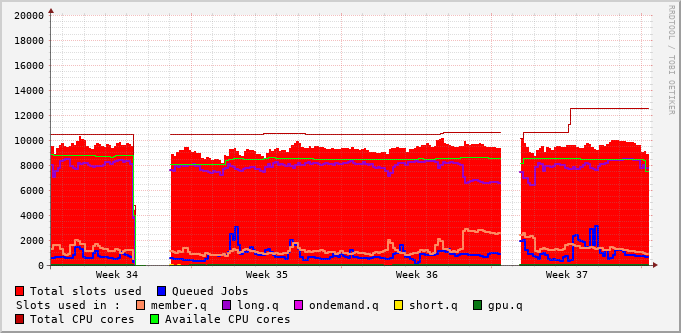 20000
18000
16000
14000
12000
10000
8000
6000
4000
2000
0
Week 34 Week 35 Week 36 Week 37
Total slots used Queued Jobs
Slots used in : member.q long.q ondemand.q short.q gpu.q
Total CPU cores Availale CPU cores
RRDTOOL / TOBI OETIKER